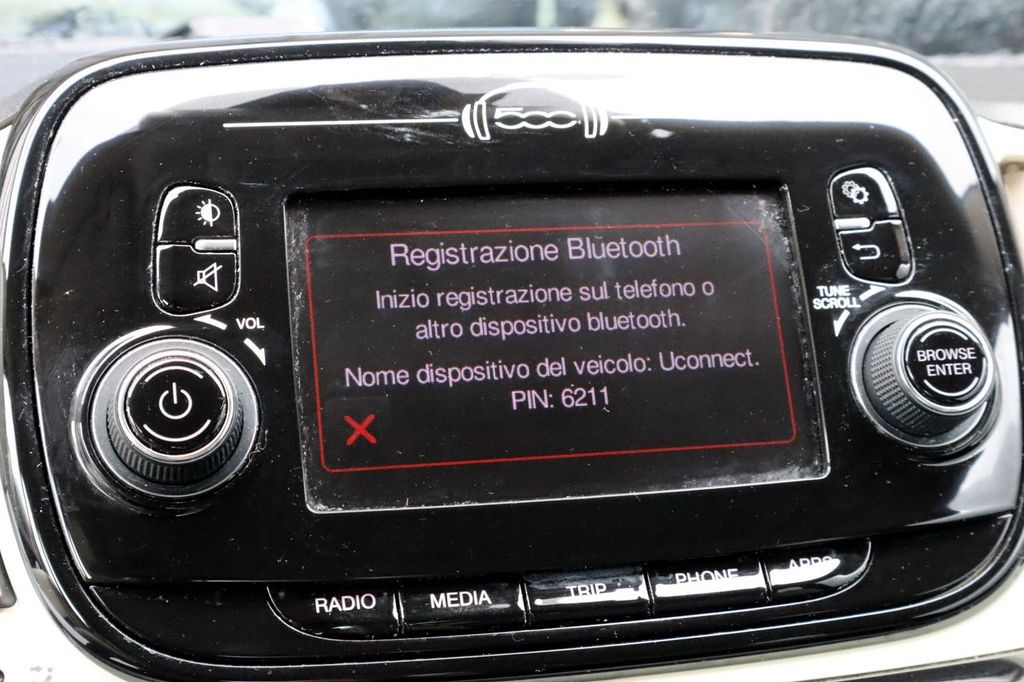 500
VOL
TUNE
SCROLL
BROWSE
ENTER
Registrazione Bluetooth
Inizio registrazione sul telefono o
altro dispositivo bluetooth.
Nome dispositivo del veicolo: Uconnect.
PIN: 6211
RADIO MEDIA TRIP PHONE APPS